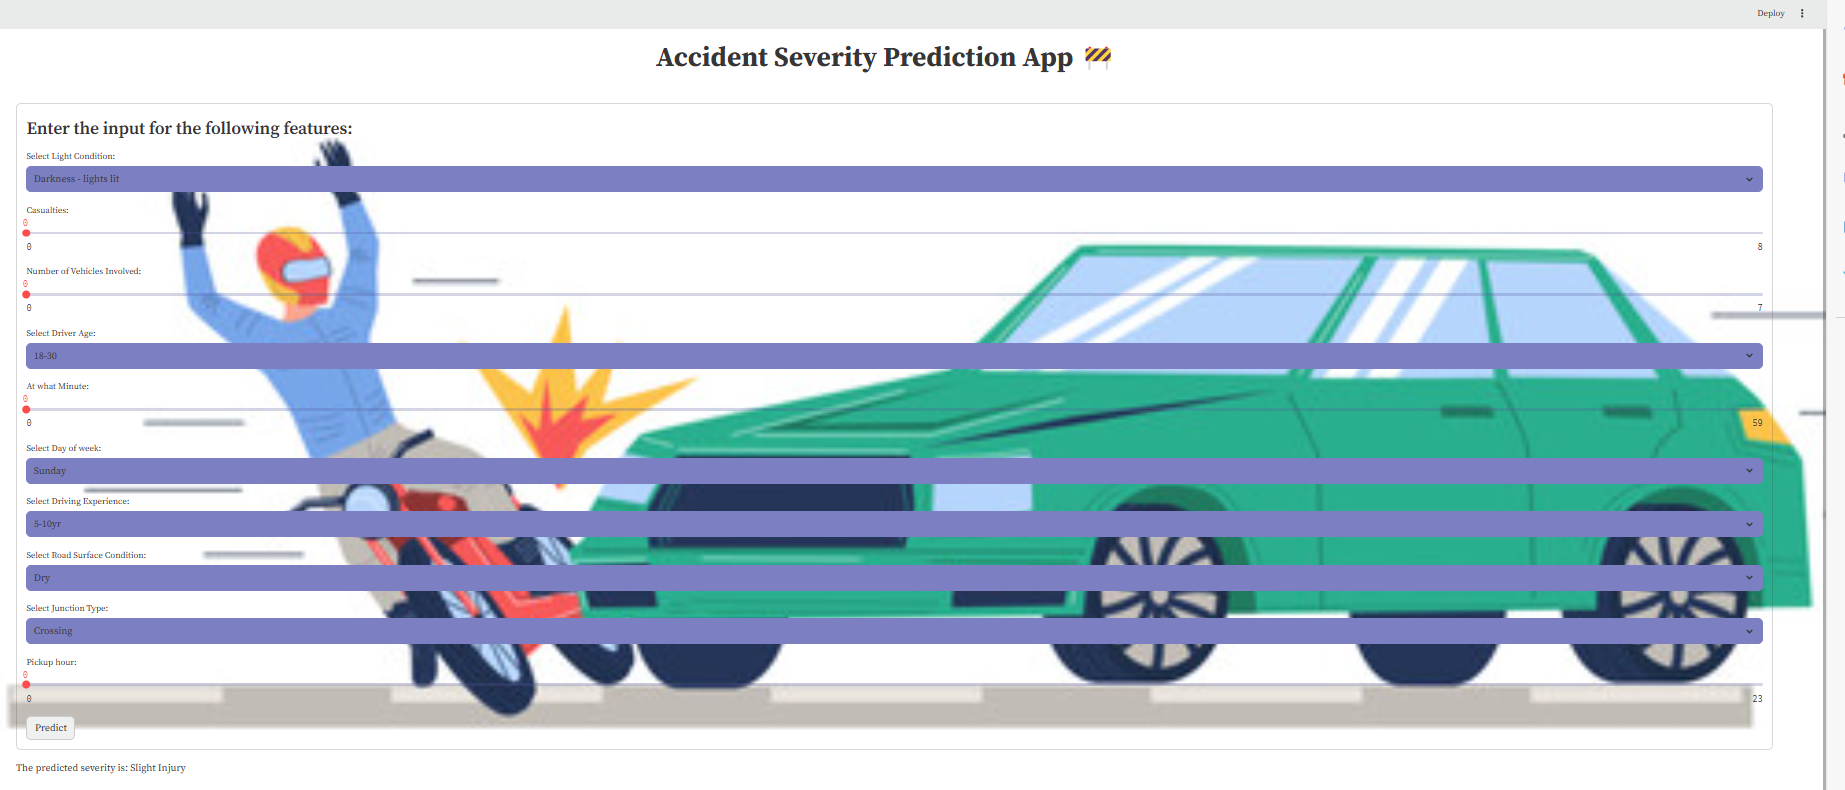 Deploy
Accident Severity Prediction App
Enter the input for the following features:
Select Light Condition:
Darkness - lights lit
Casualties:
0
0 8
Number of Vehicles Involved:
0
0 7
Select Driver Age:
18-30
At what Minute:
0
0 59
Select Day of week:
Sunday
Select Driving Experience:
5-10yr
Select Road Surface Condition:
Dry
Select Junction Type:
Crossing
Pickup hour:
0
0 23
Predict
The predicted severity is: Slight Injury